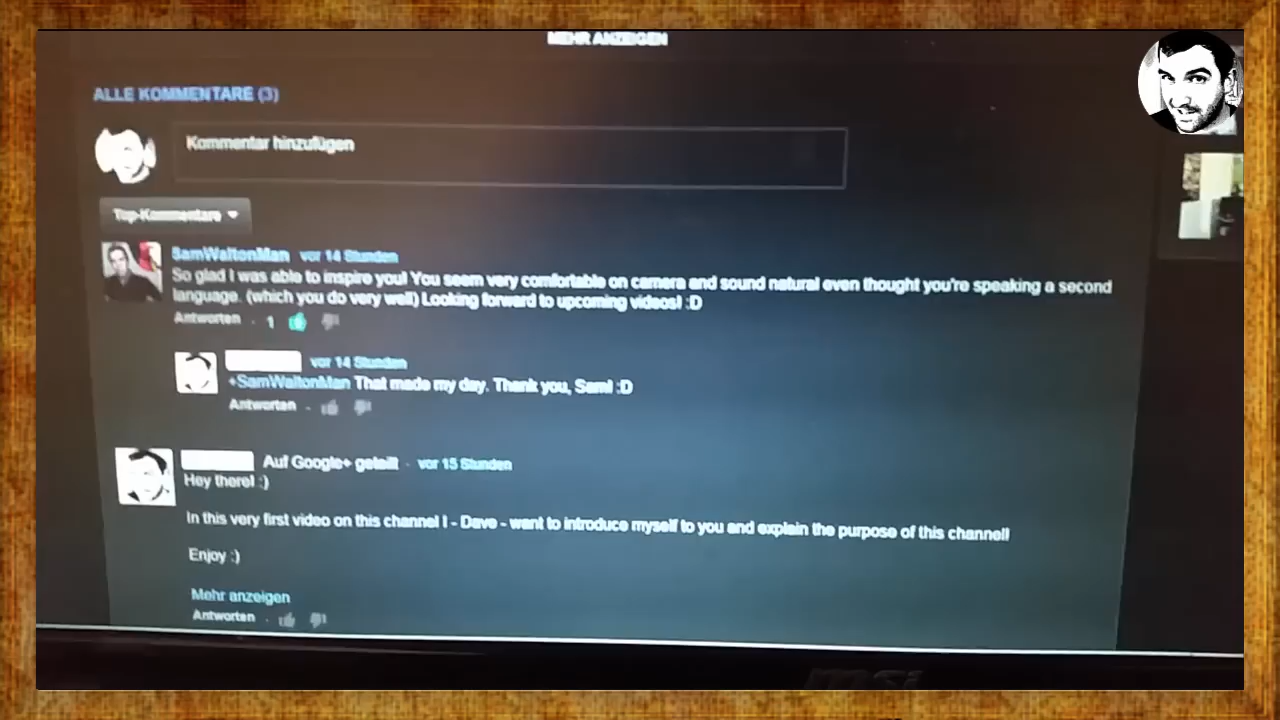 MEHR ANZEIGEN
ALLE KOMMENTARE (3)
Kommentar hinzufügen
Top-Kommentare
SamWaltonMan vor 14 Stunden
So glad I was able to inspire you! You seem very comfortable on camera and sound natural even thought you're speaking a second
language. (which you do very well) Looking forward to upcoming videos! :D
Antworten · 1
vor 14 Stunden
+SamWaltonMan That made my day. Thank you, Sam! :D
Antworten ·
Auf Google+ geteilt · vor 15 Stunden
Hey there! :)
In this very first video on this channel I - Dave - want to introduce myself to you and explain the purpose of this channel!
Enjoy :)
Mehr anzeigen
Antworten ·
msi